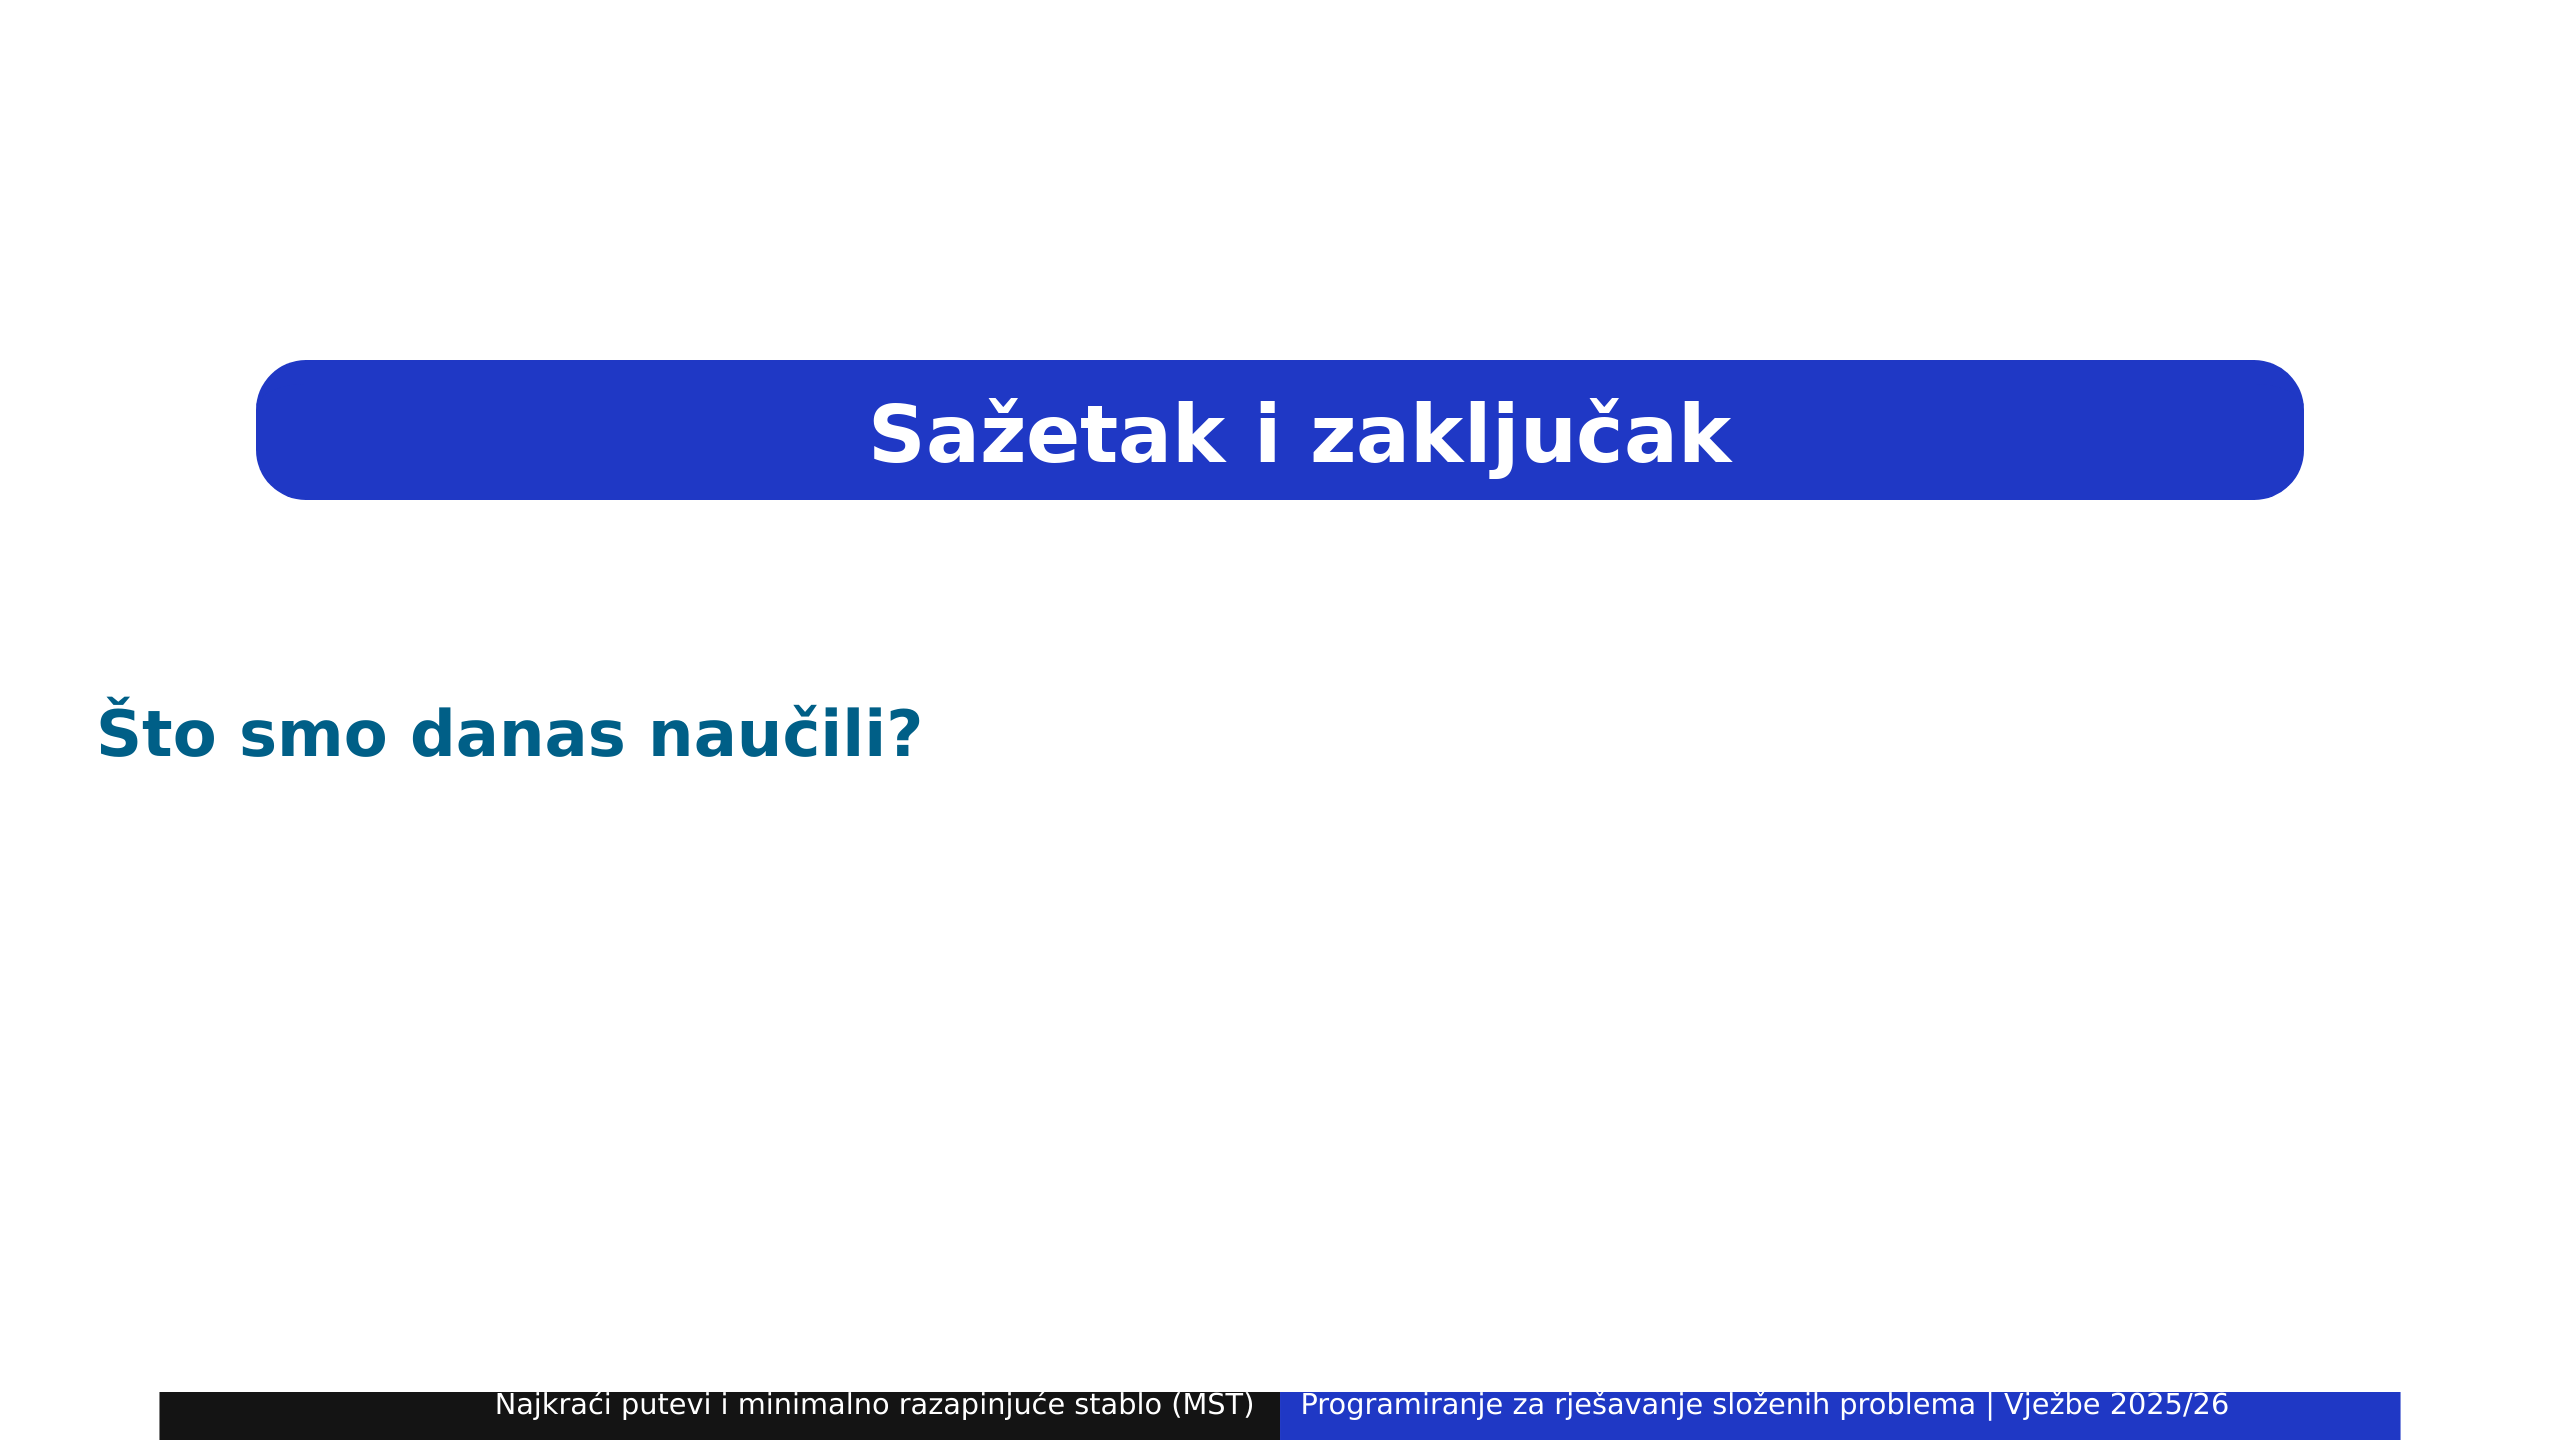 Sažetak i zaključak
Što smo danas naučili?
Najkraći putevi i minimalno razapinjuće stablo (MST)
Programiranje za rješavanje složenih problema | Vježbe 2025/26